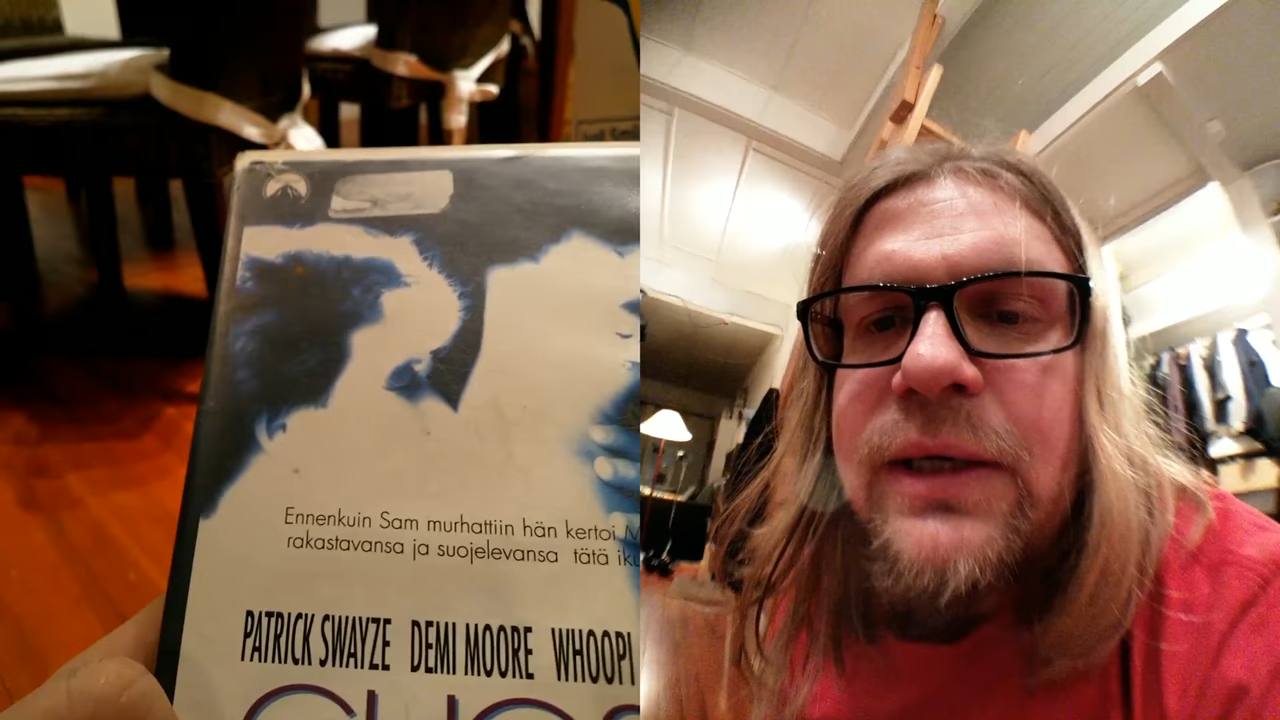 Ennenkuin Sam murhattiin hän kertoi
rakastavansa ja suojelevansa tätä
PATRICK SWAYZE DEMI MOORE WHOOPI